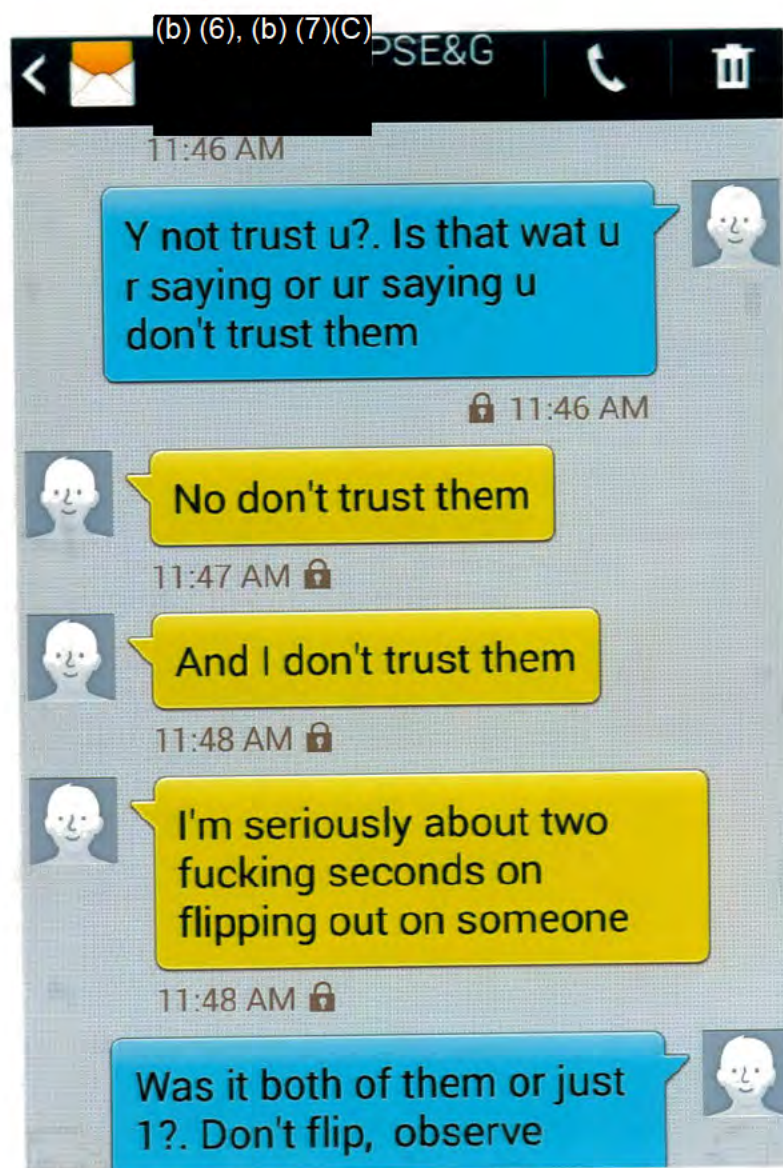 (b) (6), (b) (7)(C)
PSE&G
11:46 AM
Y not trust u?. Is that wat u
r saying or ur saying u
don't trust them
11:46 AM
No don't trust them
11:47 AM
And I don't trust them
11:48 AM
I'm seriously about two
fucking seconds on
flipping out on someone
11:48 AM
Was it both of them or just
1?. Don't flip, observe